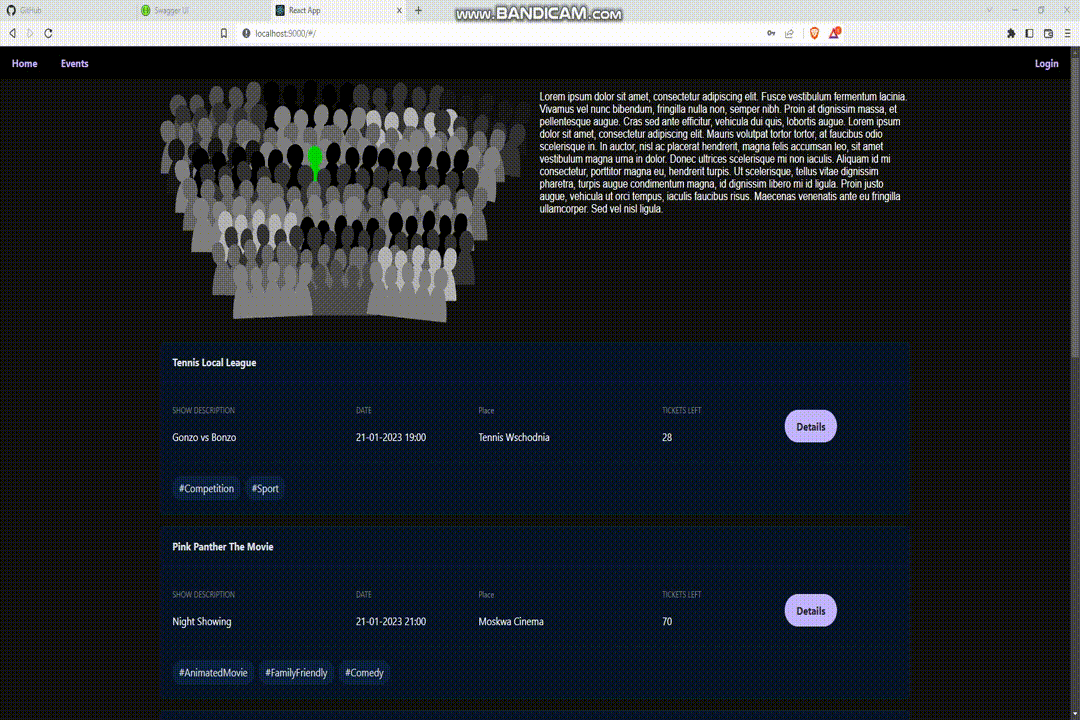 GitHub
Swagger UI
React App
www.BANDICAM.com
localhost:9000/#/
Home
Events
Login
Lorem ipsum dolor sit amet, consectetur adipiscing elit. Fusce vestibulum fermentum lacinia.
Vivamus vel nunc bibendum, fringilla nulla non, semper nibh. Proin at dignissim massa, et
pellentesque augue. Cras sed ante efficitur, vehicula dui quis, lobortis augue. Lorem ipsum
dolor sit amet, consectetur adipiscing elit. Mauris volutpat tortor tortor, at faucibus odio
scelerisque in. In auctor, nisl ac placerat hendrerit, magna felis accumsan leo, sit amet
vestibulum magna urna in dolor. Donec ultrices scelerisque mi non iaculis. Aliquam id mi
consectetur, porttitor magna eu, hendrerit turpis. Ut scelerisque, tellus vitae dignissim
pharetra, turpis augue condimentum magna, id dignissim libero mi id ligula. Proin justo
augue, vehicula ut orci tempus, iaculis faucibus risus. Maecenas venenatis ante eu fringilla
ullamcorper. Sed vel nisl ligula.
Tennis Local League
SHOW DESCRIPTION
DATE
Place
TICKETS LEFT
Gonzo vs Bonzo
21-01-2023 19:00
Tennis Wschodnia
28
Details
#Competition
#Sport
Pink Panther The Movie
SHOW DESCRIPTION
DATE
Place
TICKETS LEFT
Night Showing
21-01-2023 21:00
Moskwa Cinema
70
Details
#AnimatedMovie
#FamilyFriendly
#Comedy